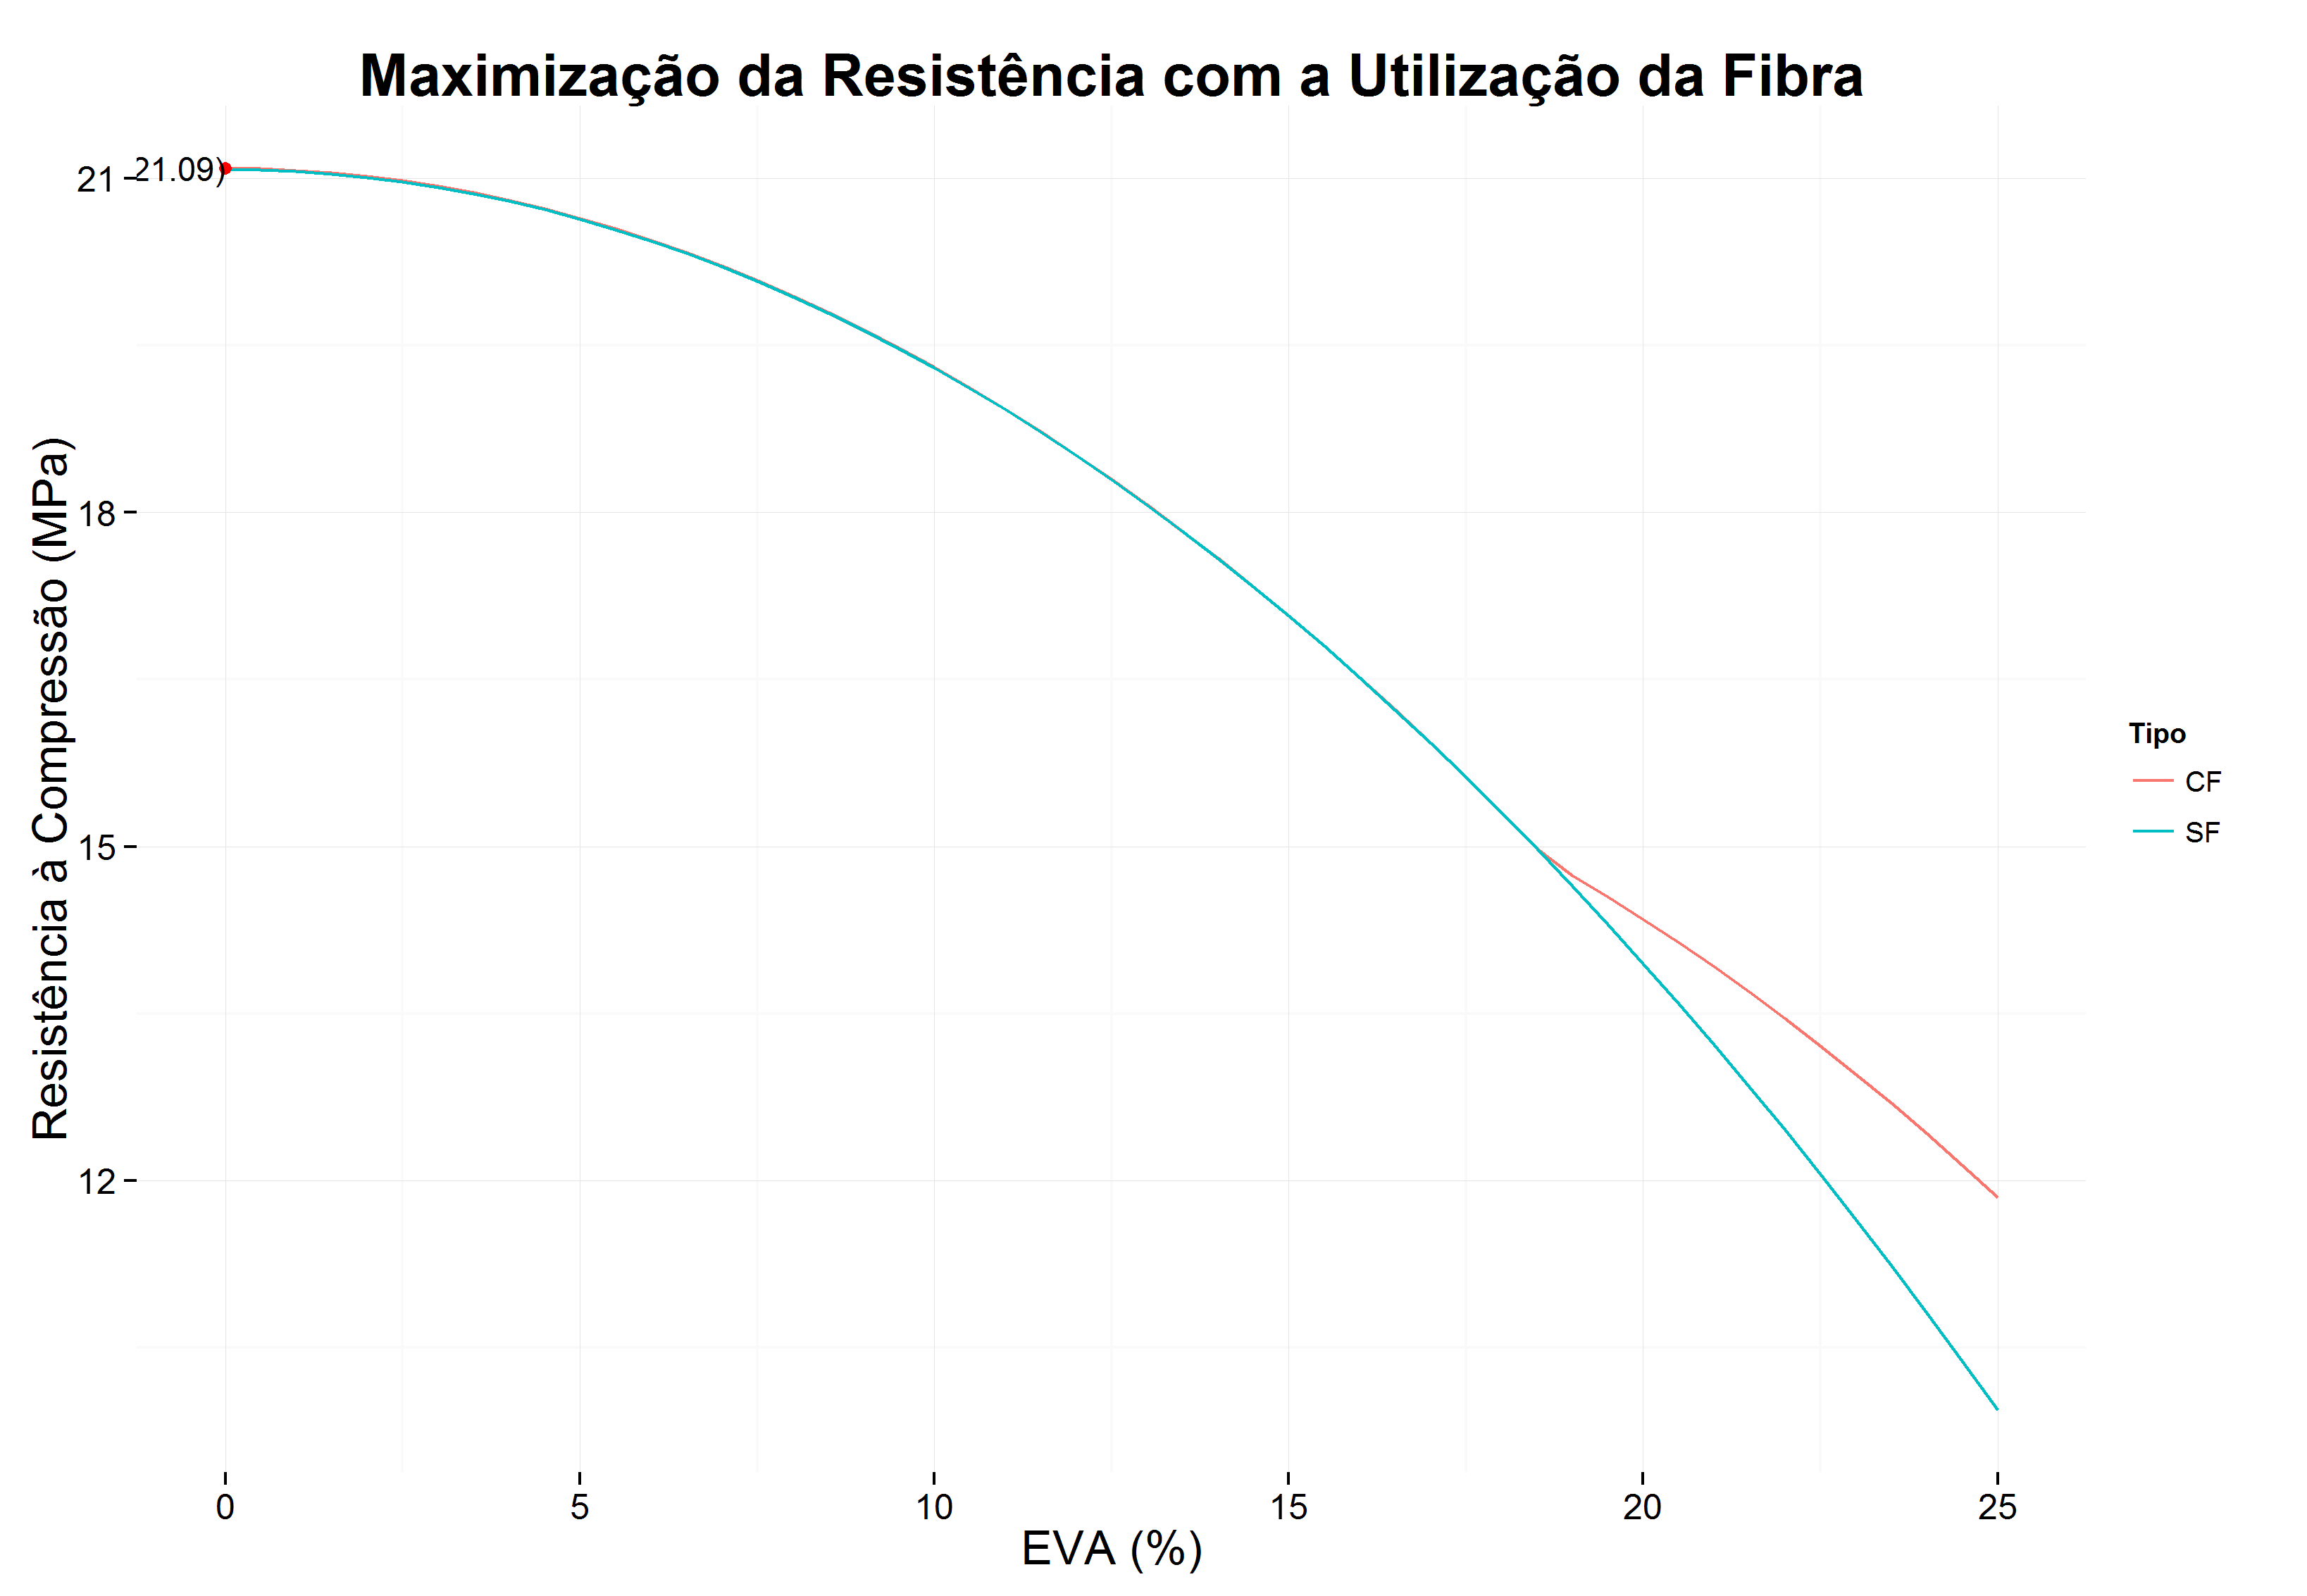 Maximização da Resistência com a Utilização da Fibra
21.09)
21
18
15
12
Resistência à Compressão (MPa)
0 5 10 15 20 25
EVA (%)
Tipo
CF
SF